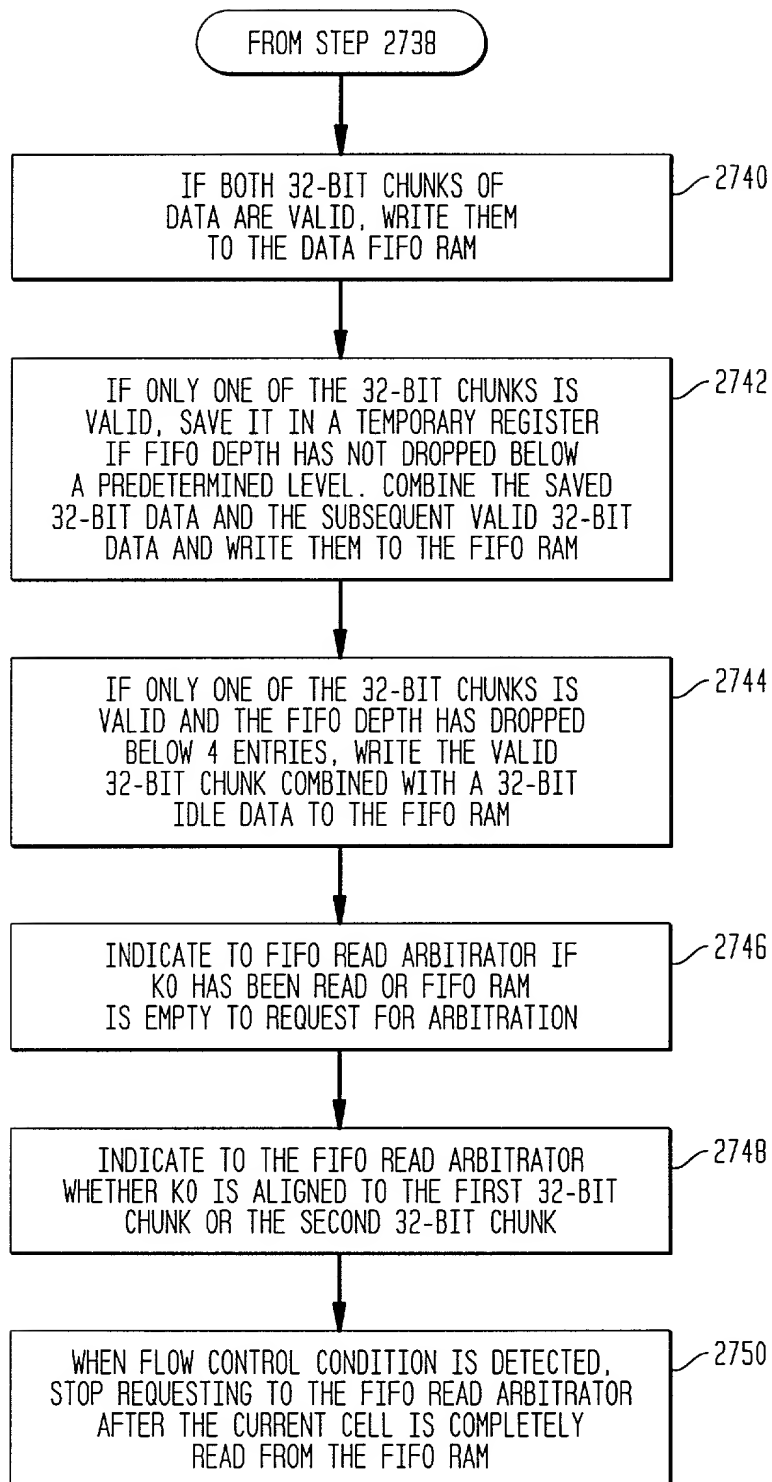 FROM STEP 2738
IF BOTH 32-BIT CHUNKS OF
DATA ARE VALID, WRITE THEM
TO THE DATA FIFO RAM
2740
IF ONLY ONE OF THE 32-BIT CHUNKS IS
VALID, SAVE IT IN A TEMPORARY REGISTER
IF FIFO DEPTH HAS NOT DROPPED BELOW
A PREDETERMINED LEVEL. COMBINE THE SAVED
32-BIT DATA AND THE SUBSEQUENT VALID 32-BIT
DATA AND WRITE THEM TO THE FIFO RAM
2742
IF ONLY ONE OF THE 32-BIT CHUNKS IS
VALID AND THE FIFO DEPTH HAS DROPPED
BELOW 4 ENTRIES, WRITE THE VALID
32-BIT CHUNK COMBINED WITH A 32-BIT
IDLE DATA TO THE FIFO RAM
2744
INDICATE TO FIFO READ ARBITRATOR IF
K0 HAS BEEN READ OR FIFO RAM
IS EMPTY TO REQUEST FOR ARBITRATION
2746
INDICATE TO THE FIFO READ ARBITRATOR
WHETHER K0 IS ALIGNED TO THE FIRST 32-BIT
CHUNK OR THE SECOND 32-BIT CHUNK
2748
WHEN FLOW CONTROL CONDITION IS DETECTED,
STOP REQUESTING TO THE FIFO READ ARBITRATOR
AFTER THE CURRENT CELL IS COMPLETELY
READ FROM THE FIFO RAM
2750